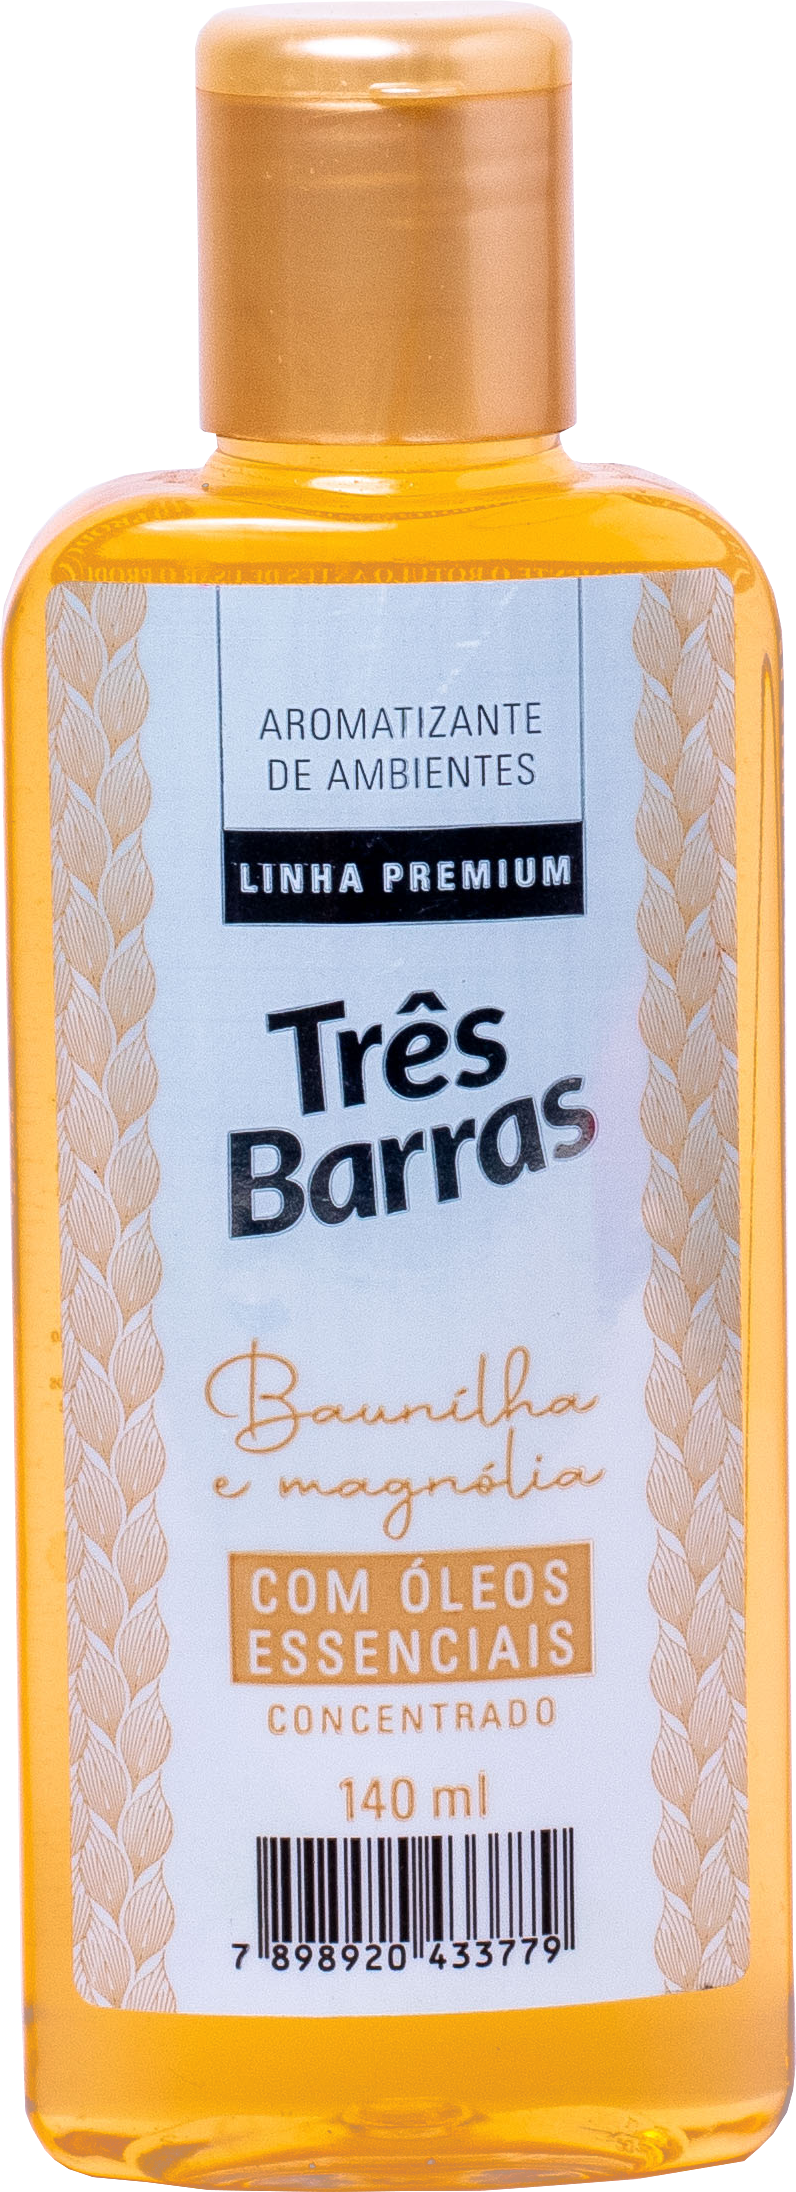 AROMATIZANTE
DE AMBIENTES
LINHA PREMIUM
Três
Barras
Baunilha
e magnólia
COM ÓLEOS
ESSENCIAIS
CONCENTRADO
140 ml
7 898920 433779